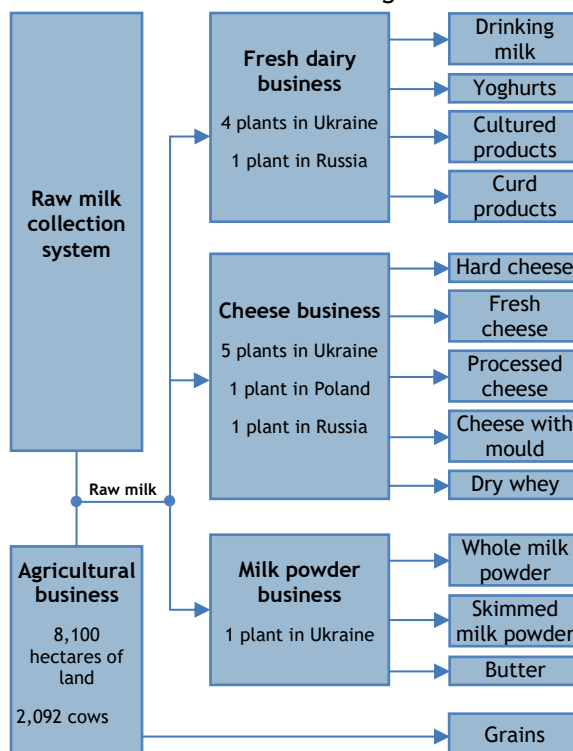 Raw milk
collection
system
Raw milk
Agricultural
business
8,100
hectares of
land
2,092 cows
Fresh dairy
business
4 plants in Ukraine
1 plant in Russia
Cheese business
5 plants in Ukraine
1 plant in Poland
1 plant in Russia
Milk powder
business
1 plant in Ukraine
Drinking
milk
Yoghurts
Cultured
products
Curd
products
Hard cheese
Fresh
cheese
Processed
cheese
Cheese with
mould
Dry whey
Whole milk
powder
Skimmed
milk powder
Butter
Grains